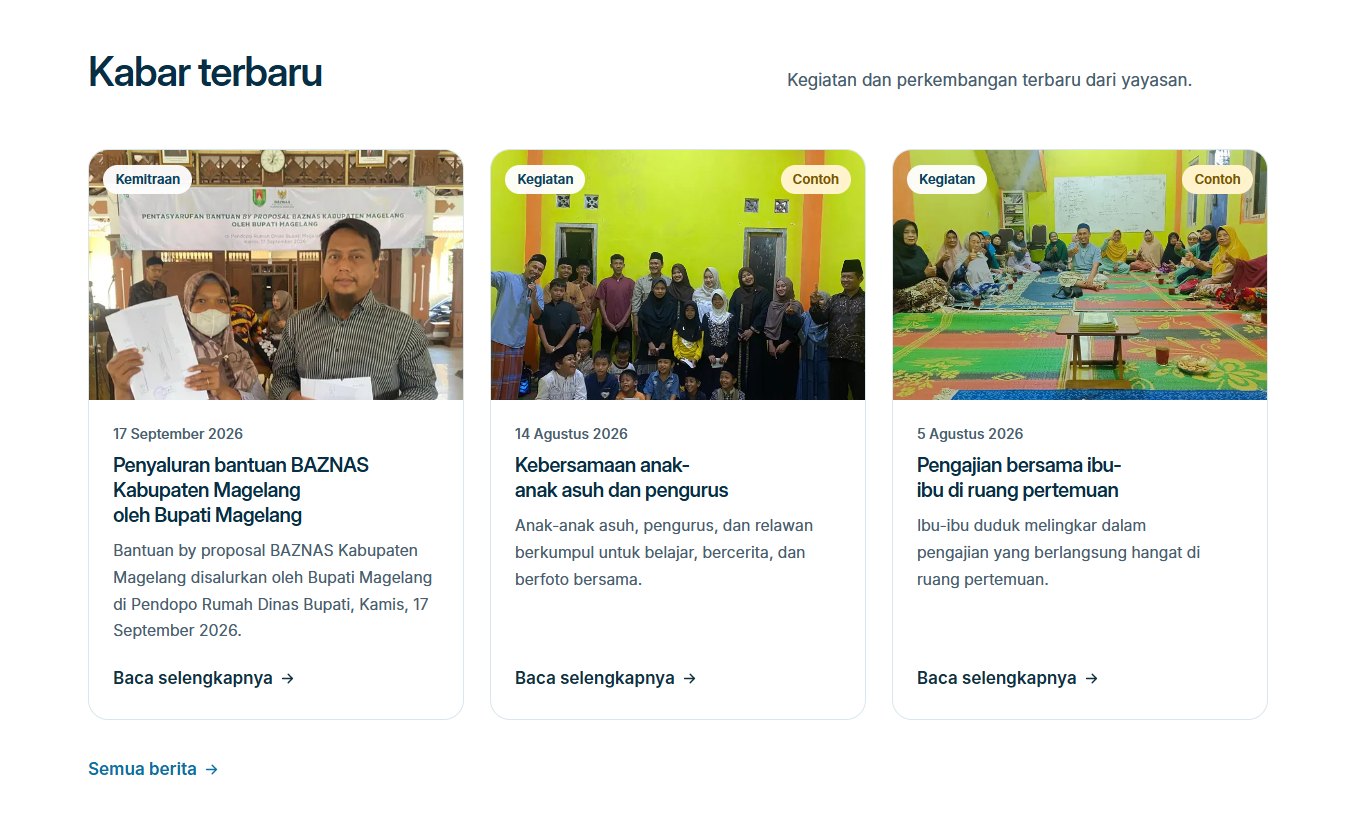 Kabar terbaru
Kegiatan dan perkembangan terbaru dari yayasan.
Kemitraan
PENTASYARUFAN BANTUAN BY PROPOSAL BAZNAS KABUPATEN MAGELANG
OLEH BUPATI MAGELANG
17 September 2026
Penyaluran bantuan BAZNAS
Kabupaten Magelang
oleh Bupati Magelang
Bantuan by proposal BAZNAS Kabupaten
Magelang disalurkan oleh Bupati Magelang
di Pendopo Rumah Dinas Bupati, Kamis, 17
September 2026.
Baca selengkapnya →
Kegiatan
Contoh
14 Agustus 2026
Kebersamaan anak-
anak asuh dan pengurus
Anak-anak asuh, pengurus, dan relawan
berkumpul untuk belajar, bercerita, dan
berfoto bersama.
Baca selengkapnya →
Kegiatan
Contoh
5 Agustus 2026
Pengajian bersama ibu-
ibu di ruang pertemuan
Ibu-ibu duduk melingkar dalam
pengajian yang berlangsung hangat di
ruang pertemuan.
Baca selengkapnya →
Semua berita →